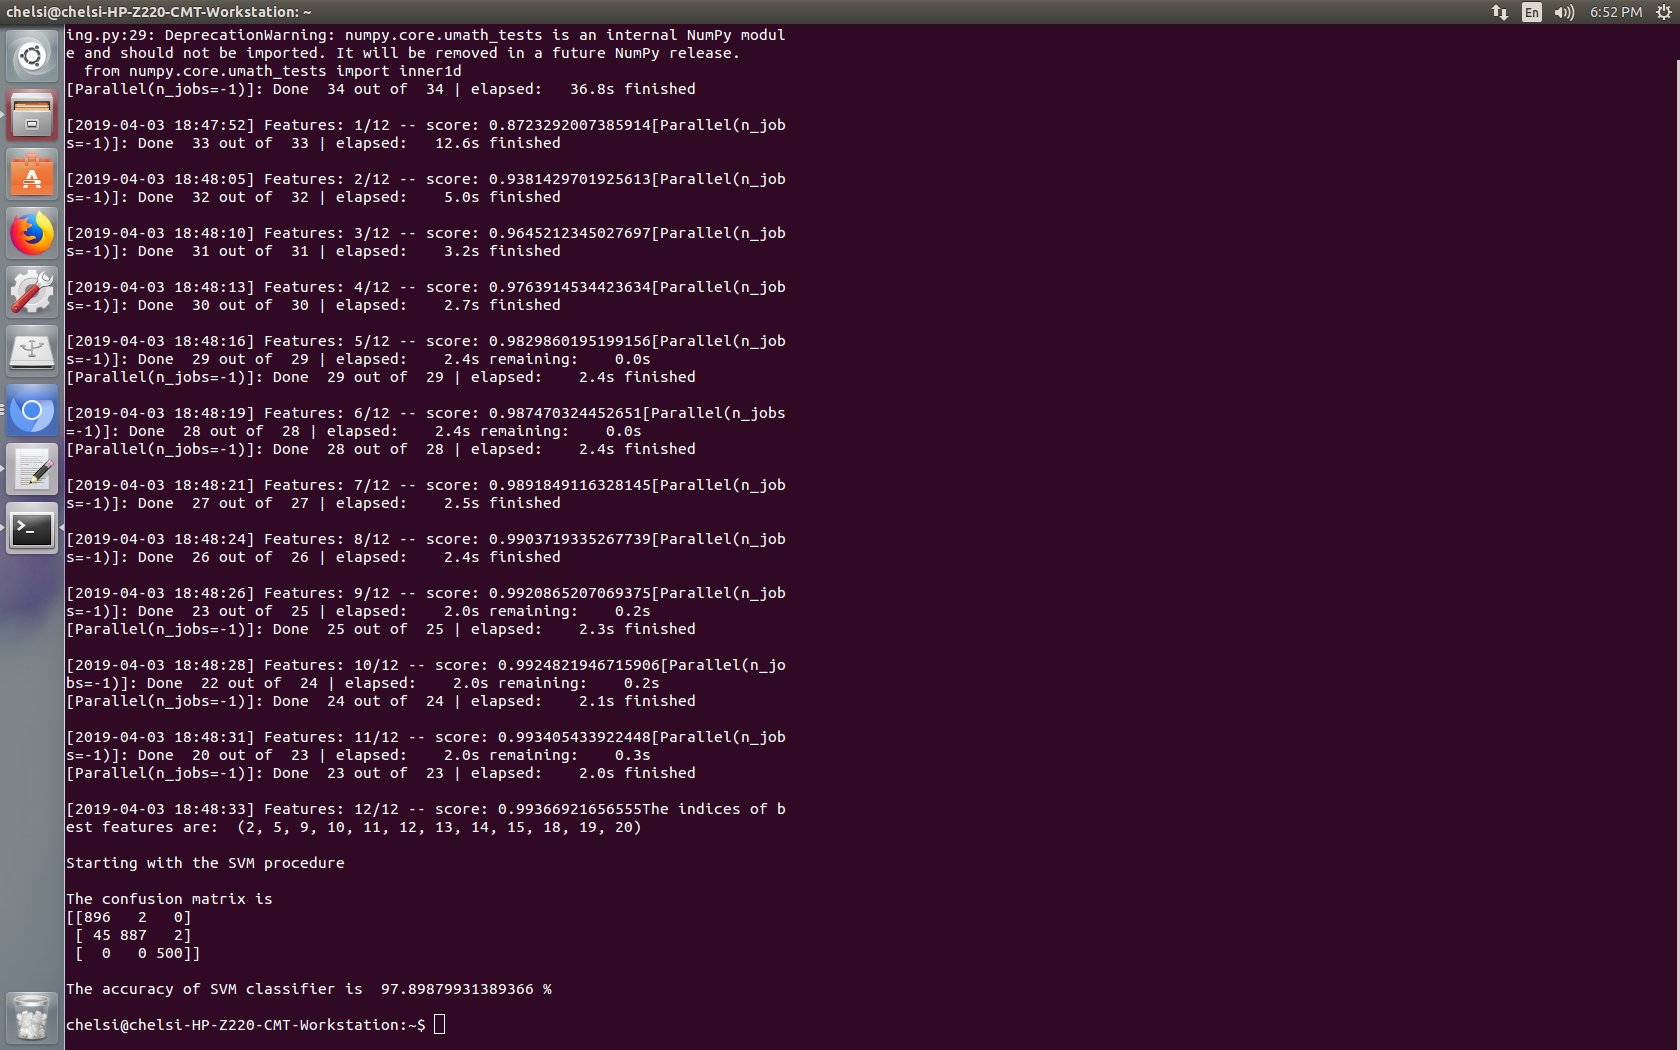 chelsi@chelsi-HP-Z220-CMT-Workstation: ~
En
6:52 PM
ing.py:29: DeprecationWarning: numpy.core.umath_tests is an internal NumPy modul
e and should not be imported. It will be removed in a future NumPy release.
  from numpy.core.umath_tests import inner1d
[Parallel(n_jobs=-1)]: Done  34 out of  34 | elapsed:   36.8s finished
[2019-04-03 18:47:52] Features: 1/12 -- score: 0.8723292007385914[Parallel(n_job
s=-1)]: Done  33 out of  33 | elapsed:   12.6s finished
[2019-04-03 18:48:05] Features: 2/12 -- score: 0.9381429701925613[Parallel(n_job
s=-1)]: Done  32 out of  32 | elapsed:    5.0s finished
[2019-04-03 18:48:10] Features: 3/12 -- score: 0.9645212345027697[Parallel(n_job
s=-1)]: Done  31 out of  31 | elapsed:    3.2s finished
[2019-04-03 18:48:13] Features: 4/12 -- score: 0.9763914534423634[Parallel(n_job
s=-1)]: Done  30 out of  30 | elapsed:    2.7s finished
[2019-04-03 18:48:16] Features: 5/12 -- score: 0.9829860195199156[Parallel(n_job
s=-1)]: Done  29 out of  29 | elapsed:    2.4s remaining:    0.0s
[Parallel(n_jobs=-1)]: Done  29 out of  29 | elapsed:    2.4s finished
[2019-04-03 18:48:19] Features: 6/12 -- score: 0.987470324452651[Parallel(n_jobs
=-1)]: Done  28 out of  28 | elapsed:    2.4s remaining:    0.0s
[Parallel(n_jobs=-1)]: Done  28 out of  28 | elapsed:    2.4s finished
[2019-04-03 18:48:21] Features: 7/12 -- score: 0.9891849116328145[Parallel(n_job
s=-1)]: Done  27 out of  27 | elapsed:    2.5s finished
[2019-04-03 18:48:24] Features: 8/12 -- score: 0.9903719335267739[Parallel(n_job
s=-1)]: Done  26 out of  26 | elapsed:    2.4s finished
[2019-04-03 18:48:26] Features: 9/12 -- score: 0.9920865207069375[Parallel(n_job
s=-1)]: Done  23 out of  25 | elapsed:    2.0s remaining:    0.2s
[Parallel(n_jobs=-1)]: Done  25 out of  25 | elapsed:    2.3s finished
[2019-04-03 18:48:28] Features: 10/12 -- score: 0.9924821946715906[Parallel(n_jo
bs=-1)]: Done  22 out of  24 | elapsed:    2.0s remaining:    0.2s
[Parallel(n_jobs=-1)]: Done  24 out of  24 | elapsed:    2.1s finished
[2019-04-03 18:48:31] Features: 11/12 -- score: 0.993405433922448[Parallel(n_job
s=-1)]: Done  20 out of  23 | elapsed:    2.0s remaining:    0.3s
[Parallel(n_jobs=-1)]: Done  23 out of  23 | elapsed:    2.0s finished
[2019-04-03 18:48:33] Features: 12/12 -- score: 0.99366921656555The indices of b
est features are:  (2, 5, 9, 10, 11, 12, 13, 14, 15, 18, 19, 20)
Starting with the SVM procedure
The confusion matrix is
[[896   2   0]
 [ 45 887   2]
 [  0   0 500]]
The accuracy of SVM classifier is  97.89879931389366 %
chelsi@chelsi-HP-Z220-CMT-Workstation:~$